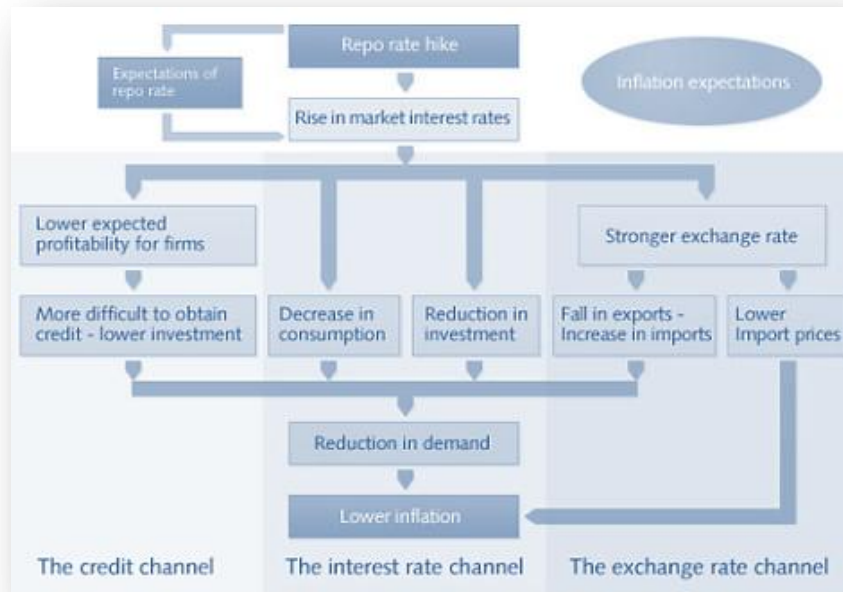 Repo rate hike
Expectations of
repo rate
Inflation expectations
Rise in market interest rates
Lower expected
profitability for firms
Stronger exchange rate
More difficult to obtain
credit - lower investment
Decrease in
consumption
Reduction in
investment
Fall in exports -
Increase in imports
Lower
Import prices
Reduction in demand
Lower inflation
The credit channel
The interest rate channel
The exchange rate channel